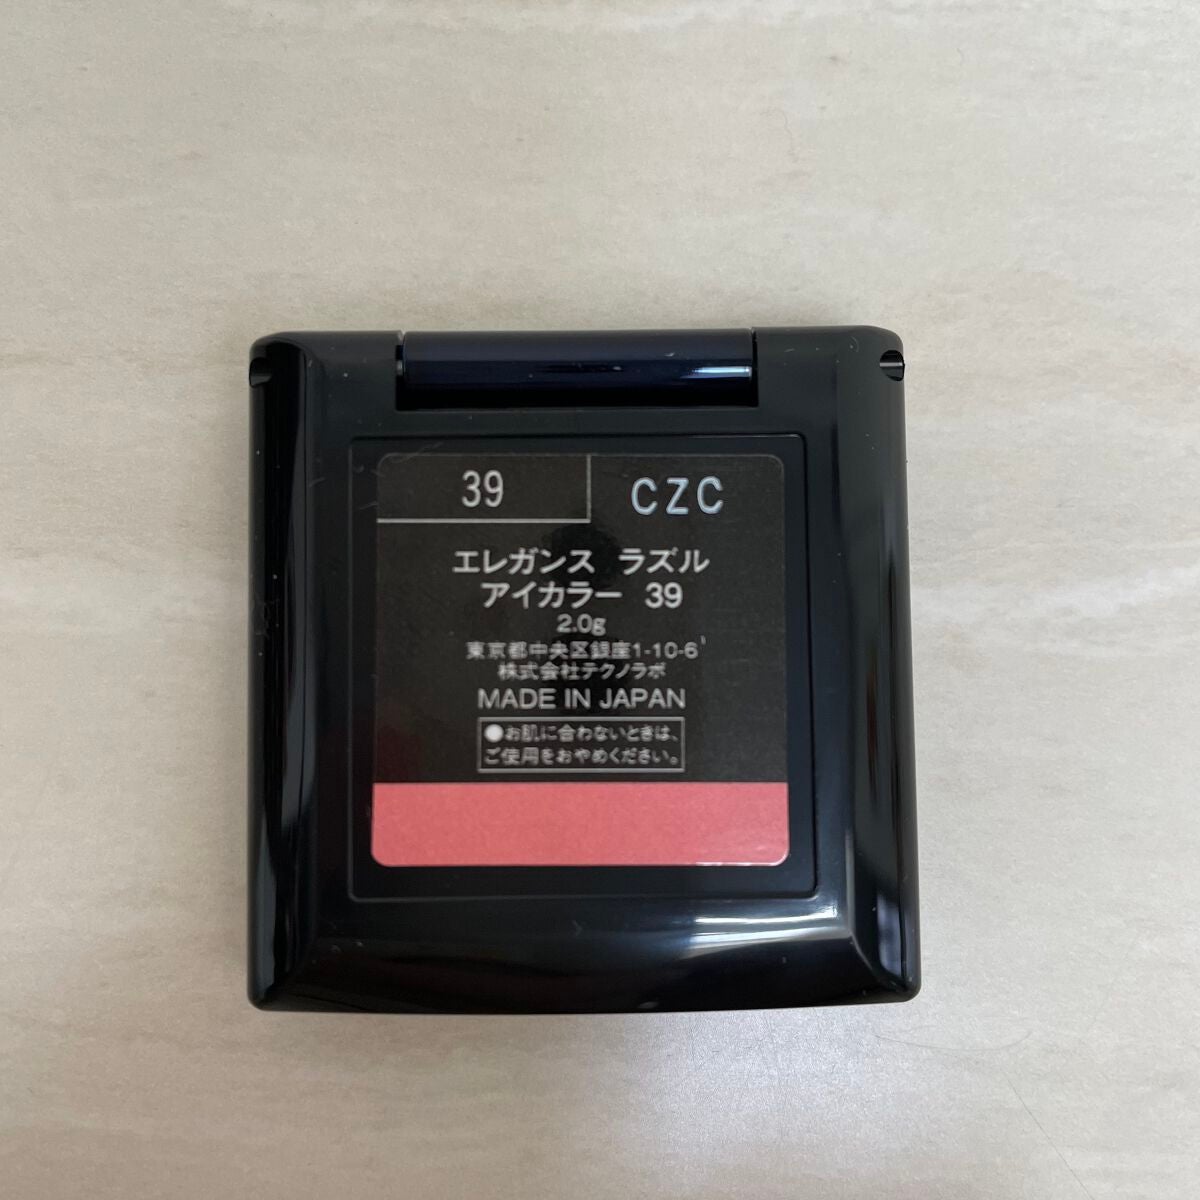 39
CZC
エレガンス ラズル
アイカラー 39
2.0g
東京都中央区銀座1-10-6
株式会社テクノラボ
MADE IN JAPAN
●お肌に合わないときは、
ご使用をおやめください。